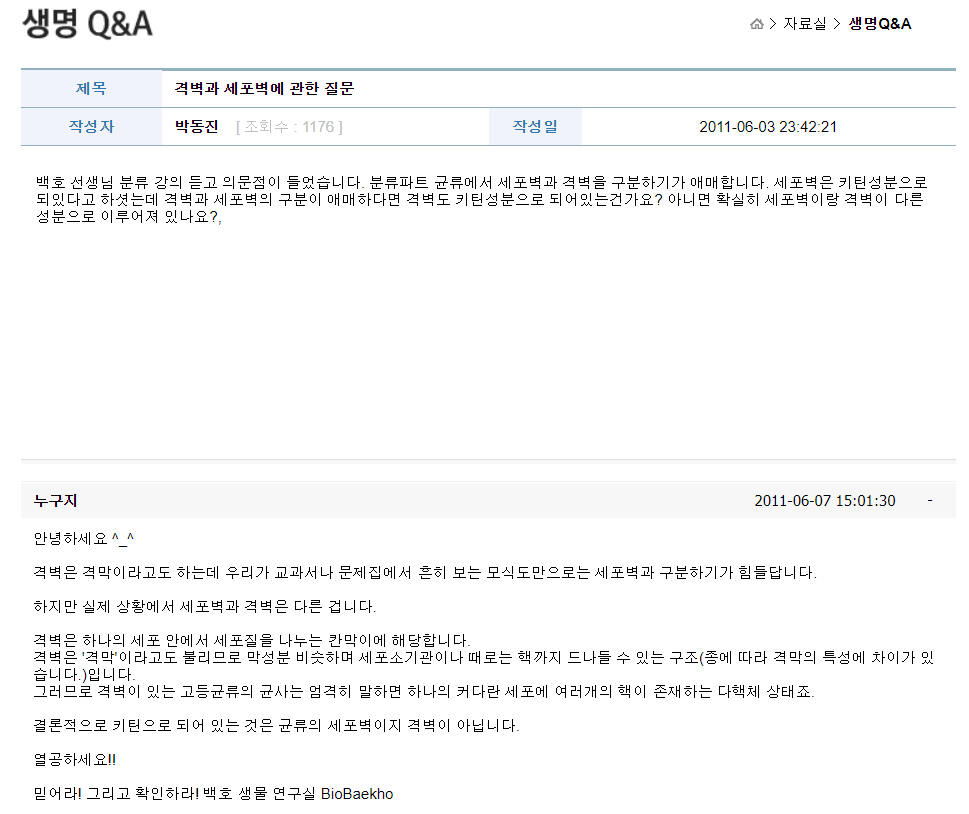 생명 Q&A
자료실 > 생명Q&A
제목 격벽과 세포벽에 관한 질문
작성자 박동진 [ 조회수 : 1176 ] 작성일 2011-06-03 23:42:21
백호 선생님 분류 강의 듣고 의문점이 들었습니다. 분류파트 균류에서 세포벽과 격벽을 구분하기가 애매합니다. 세포벽은 키틴성분으로
되있다고 하셧는데 격벽과 세포벽의 구분이 애매하다면 격벽도 키틴성분으로 되어있는건가요? 아니면 확실히 세포벽이랑 격벽이 다른
성분으로 이루어져 있나요?,
누구지 2011-06-07 15:01:30 -
안녕하세요 ^_^
격벽은 격막이라고도 하는데 우리가 교과서나 문제집에서 흔히 보는 모식도만으로는 세포벽과 구분하기가 힘들답니다.
하지만 실제 상황에서 세포벽과 격벽은 다른 겁니다.
격벽은 하나의 세포 안에서 세포질을 나누는 칸막이에 해당합니다.
격벽은 '격막'이라고도 불리므로 막성분 비슷하며 세포소기관이나 때로는 핵까지 드나들 수 있는 구조(종에 따라 격막의 특성에 차이가 있
습니다.)입니다.
그러므로 격벽이 있는 고등균류의 균사는 엄격히 말하면 하나의 커다란 세포에 여러개의 핵이 존재하는 다핵체 상태죠.
결론적으로 키틴으로 되어 있는 것은 균류의 세포벽이지 격벽이 아닙니다.
열공하세요!!
믿어라! 그리고 확인하라! 백호 생물 연구실 BioBaekho